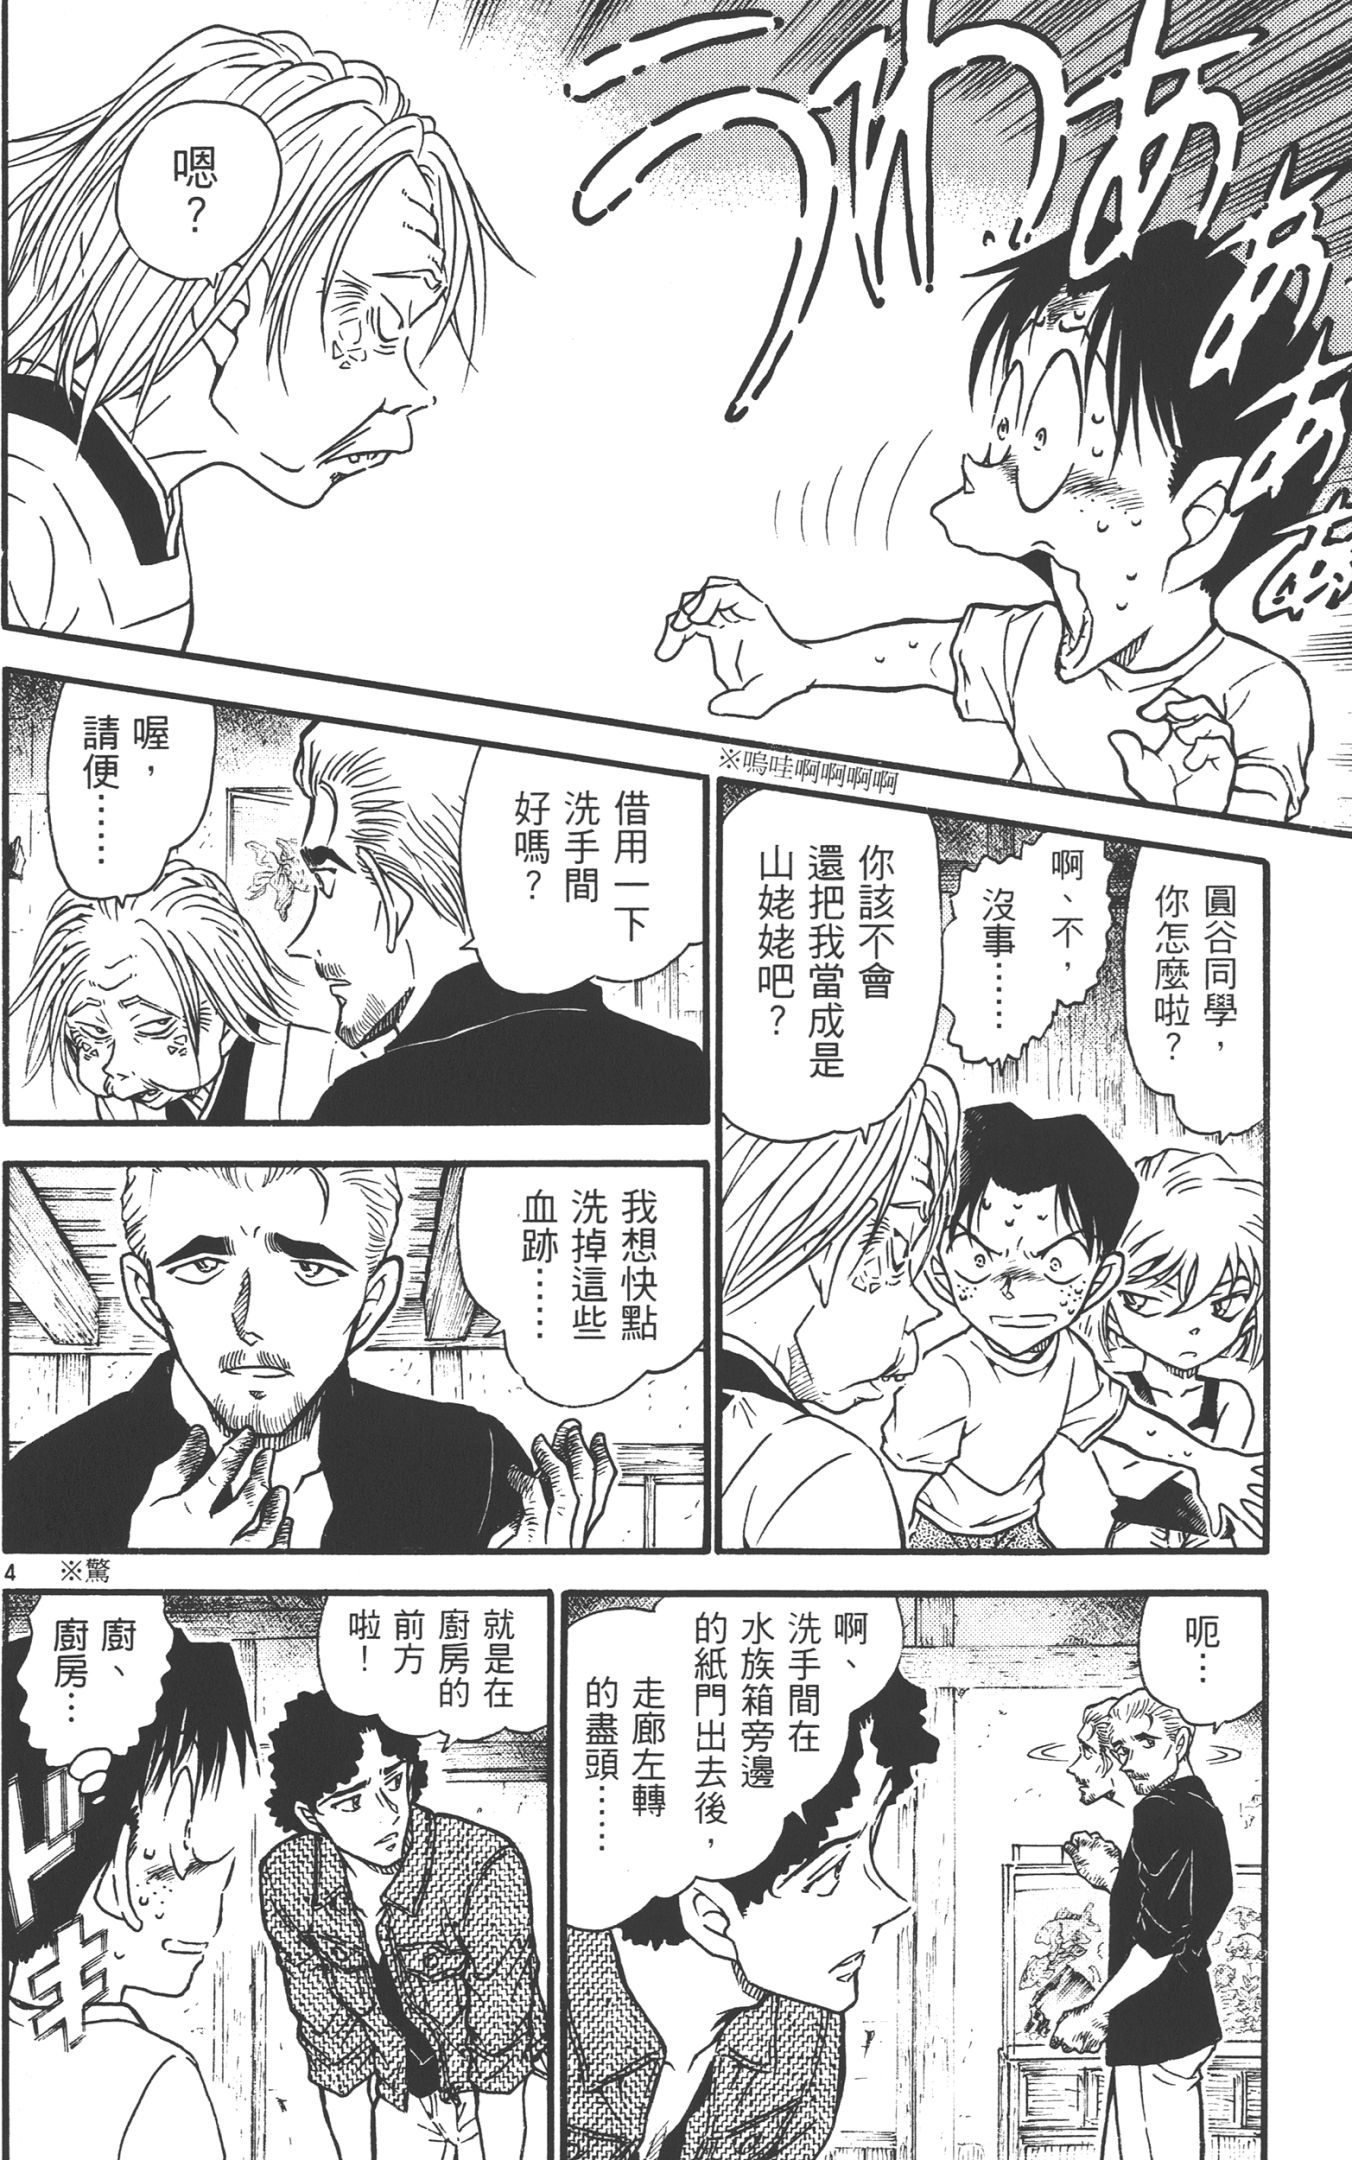 うわあああああ
嗯？
※嗚哇啊啊啊啊
圓谷同學，
你怎麼啦？
啊、不，
沒事……
你該不會
還把我當成是
山姥姥吧？
借用一下
洗手間
好嗎？
喔，
請便……
我想快點
洗掉這些
血跡……
4
※驚
呃…
啊、
洗手間在
水族箱旁邊
的紙門出去後，
走廊左轉
的盡頭……
就是在
廚房的
前方
啦！
廚、
廚房…
ドキ